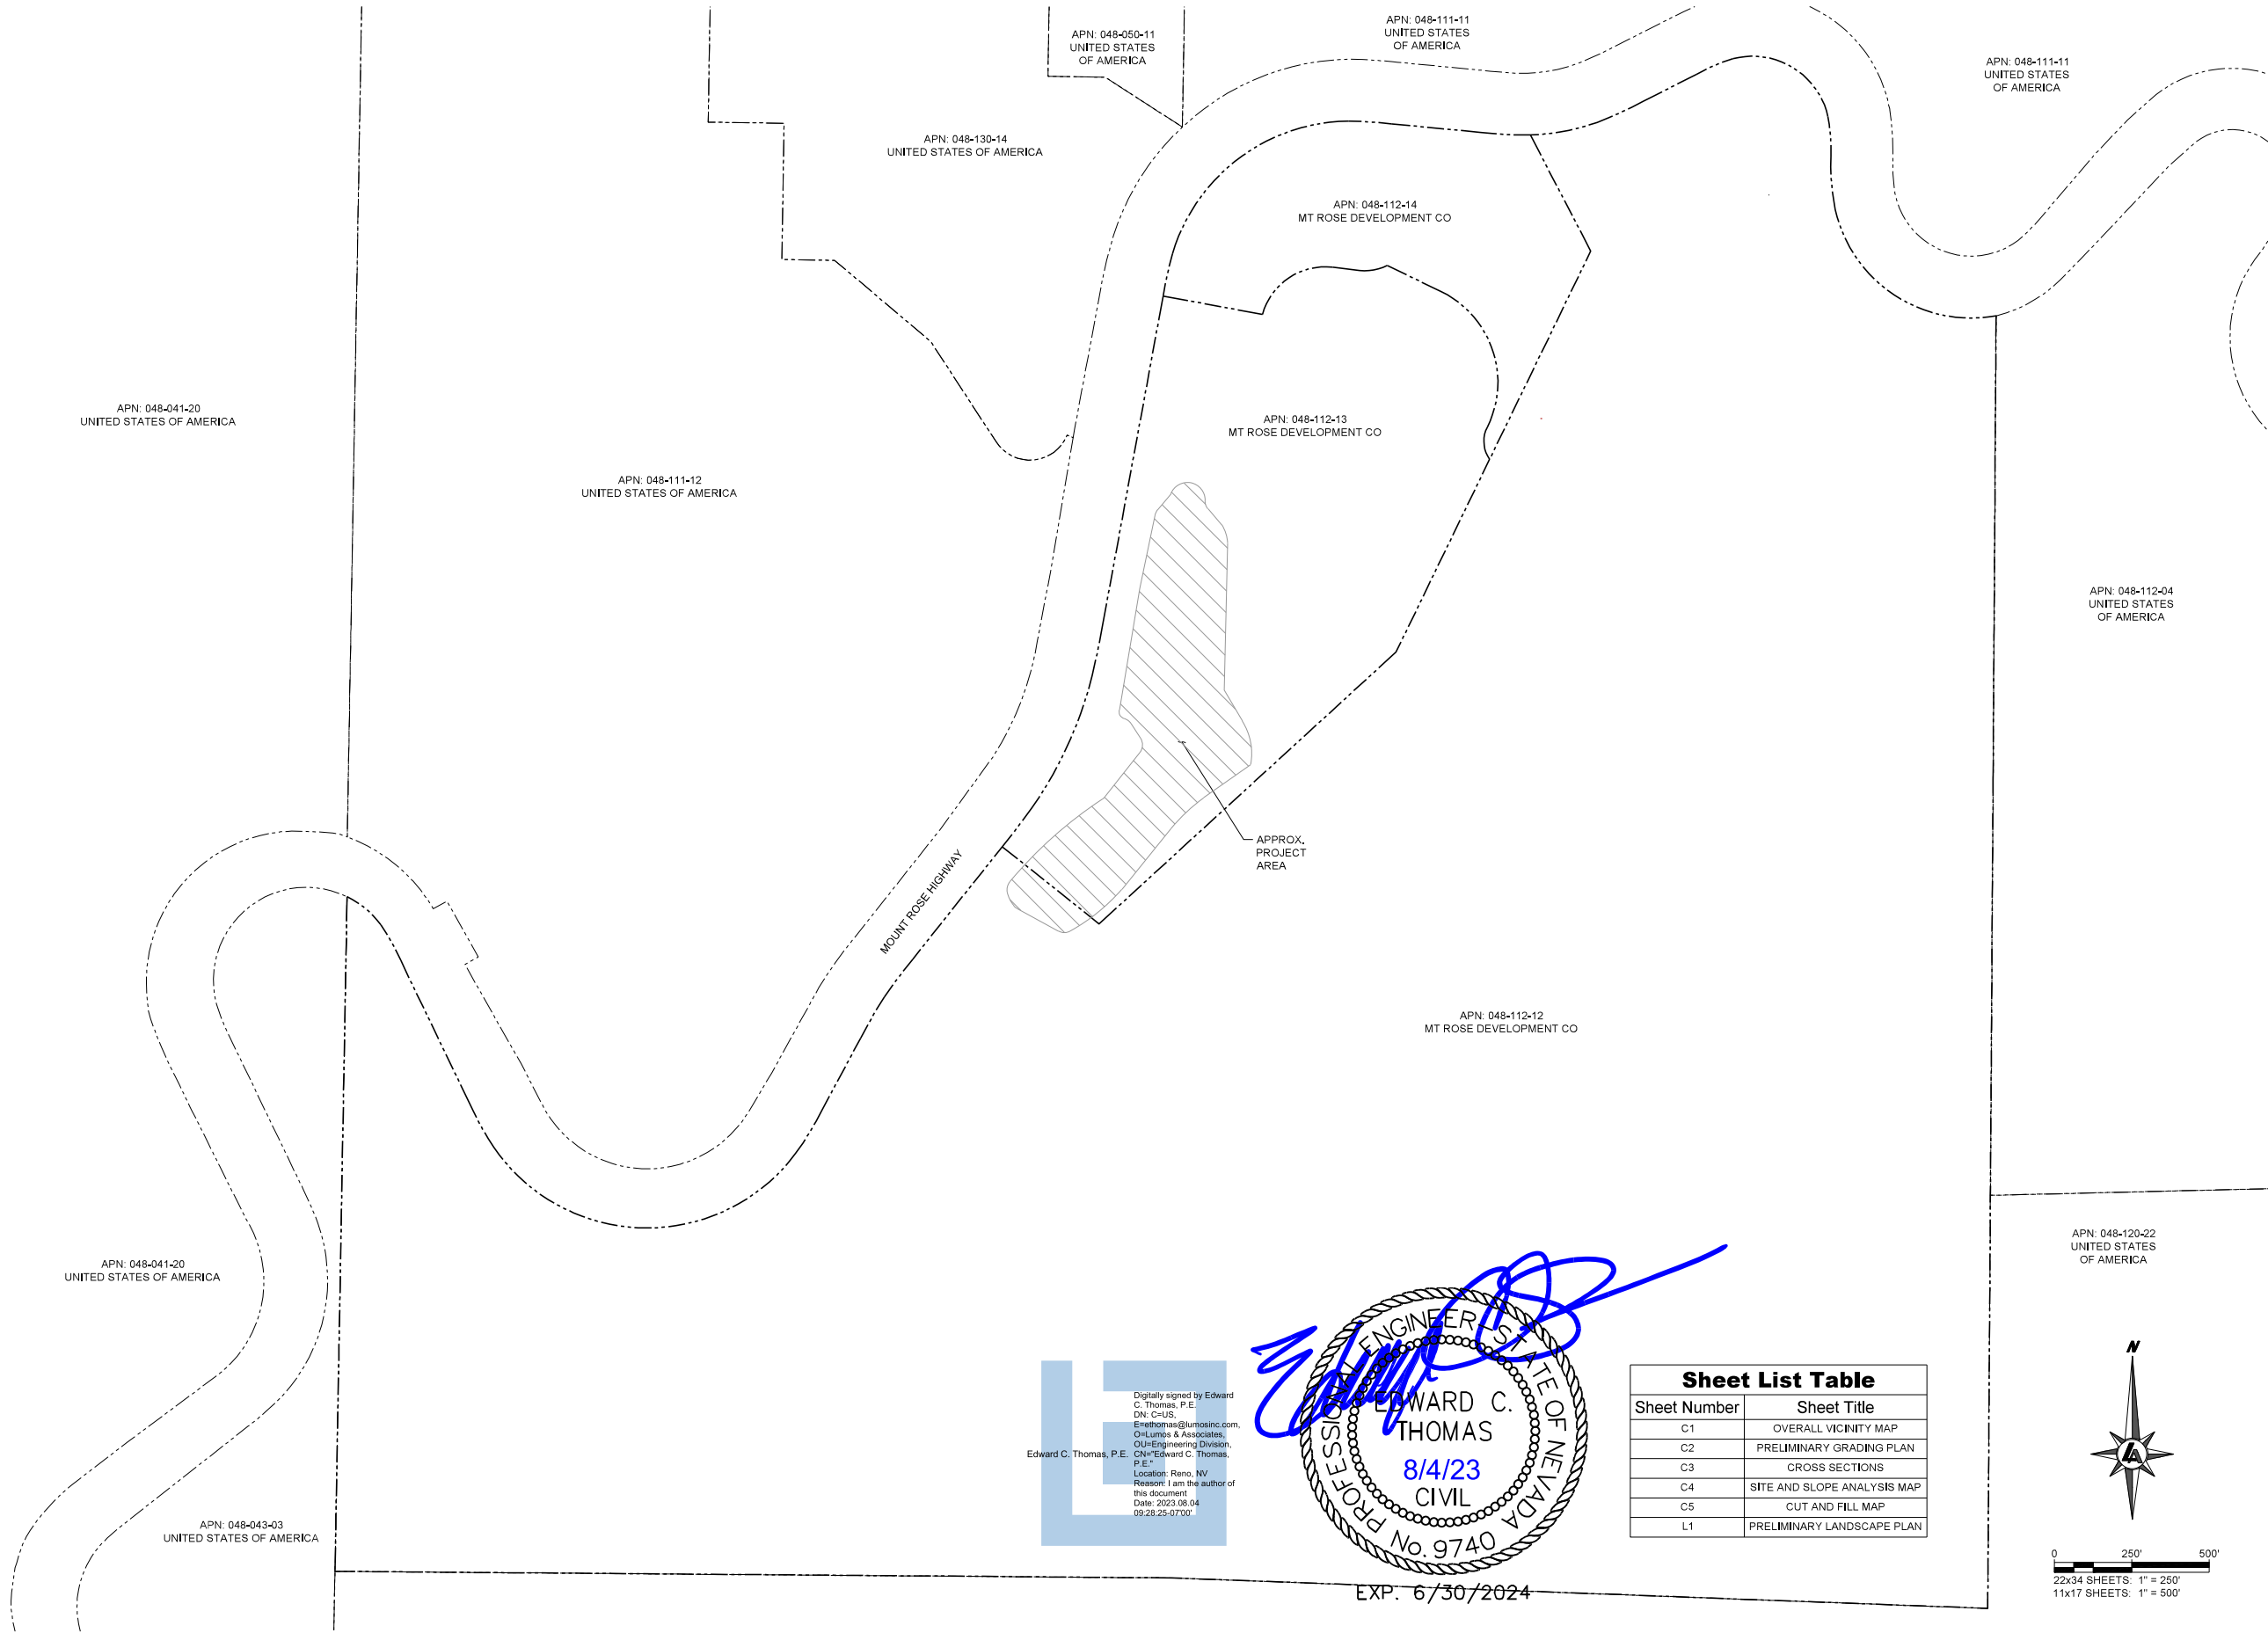 APN: 048-050-11
UNITED STATES
OF AMERICA
APN: 048-111-11
UNITED STATES
OF AMERICA
APN: 048-111-11
UNITED STATES
OF AMERICA
APN: 048-130-14
UNITED STATES OF AMERICA
APN: 048-112-14
MT ROSE DEVELOPMENT CO
APN: 048-041-20
UNITED STATES OF AMERICA
APN: 048-112-13
MT ROSE DEVELOPMENT CO
APN: 048-111-12
UNITED STATES OF AMERICA
APN: 048-112-04
UNITED STATES
OF AMERICA
APPROX.
PROJECT
AREA
MOUNT ROSE HIGHWAY
APN: 048-112-12
MT ROSE DEVELOPMENT CO
APN: 048-041-20
UNITED STATES OF AMERICA
APN: 048-120-22
UNITED STATES
OF AMERICA
APN: 048-043-03
UNITED STATES OF AMERICA
Edward C. Thomas, P.E.
Digitally signed by Edward
C. Thomas, P.E.
DN: C=US,
E=ethomas@lumosinc.com,
O=Lumos & Associates,
OU=Engineering Division,
CN="Edward C. Thomas,
P.E."
Location: Reno, NV
Reason: I am the author of
this document
Date: 2023.08.04
09:28:25-07'00'
PROFESSIONAL ENGINEER - STATE OF NEVADA
EDWARD C.
THOMAS
8/4/23
CIVIL
No. 9740
EXP. 6/30/2024
Sheet List Table
Sheet Number Sheet Title
C1 OVERALL VICINITY MAP
C2 PRELIMINARY GRADING PLAN
C3 CROSS SECTIONS
C4 SITE AND SLOPE ANALYSIS MAP
C5 CUT AND FILL MAP
L1 PRELIMINARY LANDSCAPE PLAN
N
LA
0 250' 500'
22x34 SHEETS: 1" = 250'
11x17 SHEETS: 1" = 500'